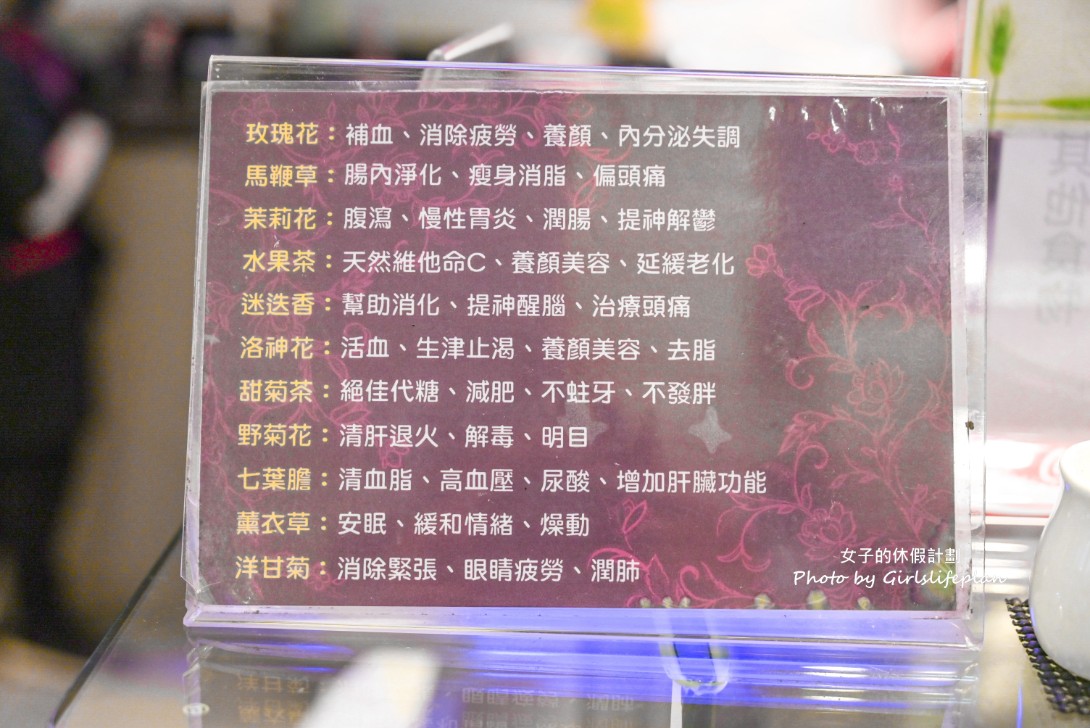 玫瑰花：補血、消除疲勞、養顏、內分泌失調
馬鞭草：腸內淨化、瘦身消脂、偏頭痛
茉莉花：腹瀉、慢性胃炎、潤腸、提神解鬱
水果茶：天然維他命C、養顏美容、延緩老化
迷迭香：幫助消化、提神醒腦、治療頭痛
洛神花：活血、生津止渴、養顏美容、去脂
甜菊茶：絕佳代糖、減肥、不蛀牙、不發胖
野菊花：清肝退火、解毒、明目
七葉膽：清血脂、高血壓、尿酸、增加肝臟功能
薰衣草：安眠、緩和情緒、燥動
洋甘菊：消除緊張、眼睛疲勞、潤肺
女子的休假計劃
Photo by Girlslifeplan